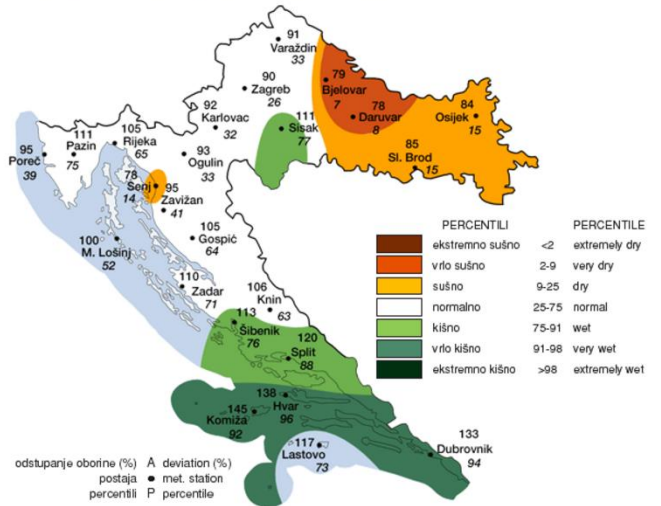 91
Varaždin
33
90
Zagreb
26
92
Karlovac
32
79
Bjelovar
7
78
Daruvar
8
84
Osijek
15
111
Sisak
77
85
Sl. Brod
15
95
Poreč
39
111
Pazin
75
105
Rijeka
65
93
Ogulin
33
78
Senj
14
95
Zavižan
41
100
M. Lošinj
52
105
Gospić
64
110
Zadar
71
106
Knin
63
113
Šibenik
76
120
Split
88
138
Hvar
96
145
Komiža
92
117
Lastovo
73
133
Dubrovnik
94
PERCENTILI PERCENTILE
ekstremno sušno <2 extremely dry
vrlo sušno 2-9 very dry
sušno 9-25 dry
normalno 25-75 normal
kišno 75-91 wet
vrlo kišno 91-98 very wet
ekstremno kišno >98 extremely wet
odstupanje oborine (%) A deviation (%)
postaja met. station
percentili P percentile